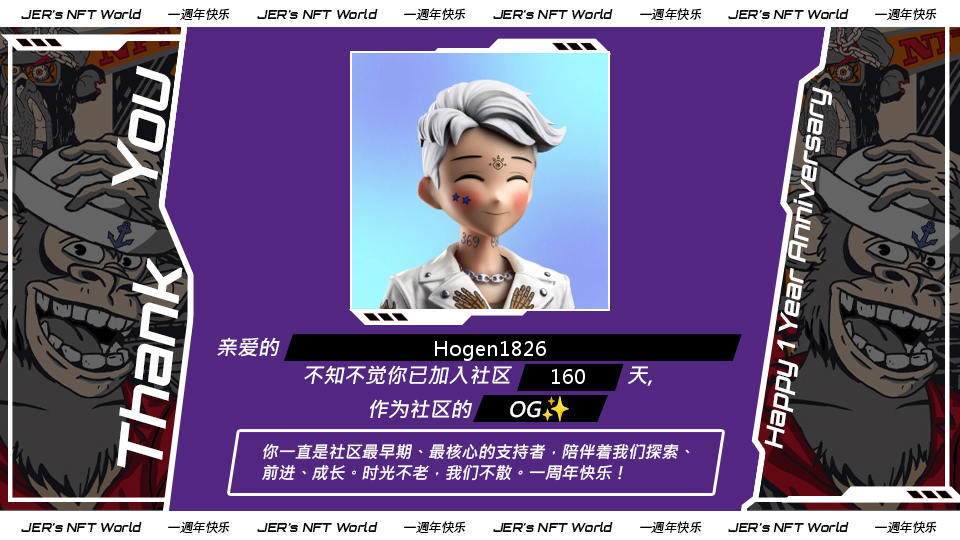 JER's NFT World 一週年快乐 JER's NFT World 一週年快乐 JER's NFT World 一週年快乐 JER's NFT World 一週年快乐
Thank You
Happy 1 Year Anniversary
369
亲爱的 Hogen1826
不知不觉你已加入社区 160 天,
作为社区的 OG✨
你一直是社区最早期、最核心的支持者，陪伴着我们探索、
前进、成长。时光不老，我们不散。一周年快乐！
JER's NFT World 一週年快乐 JER's NFT World 一週年快乐 JER's NFT World 一週年快乐 JER's NFT World 一週年快乐